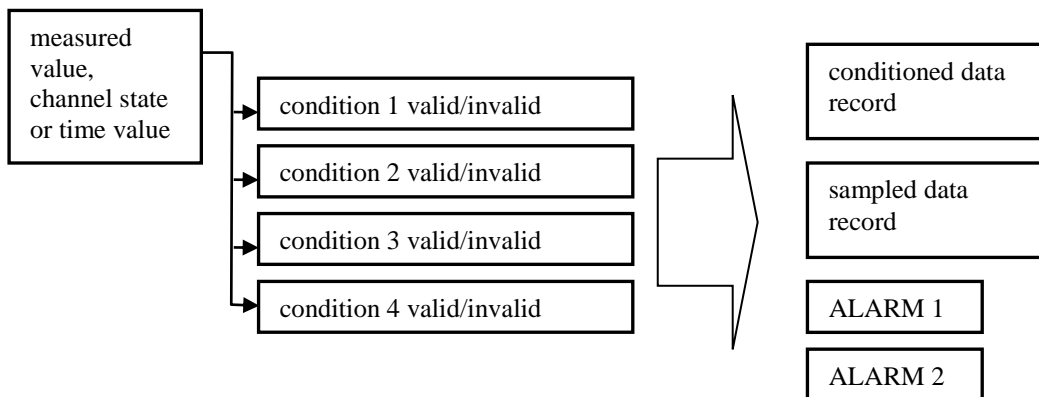 measured
value,
channel state
or time value
condition 1 valid/invalid
condition 2 valid/invalid
condition 3 valid/invalid
condition 4 valid/invalid
conditioned data
record
sampled data
record
ALARM 1
ALARM 2